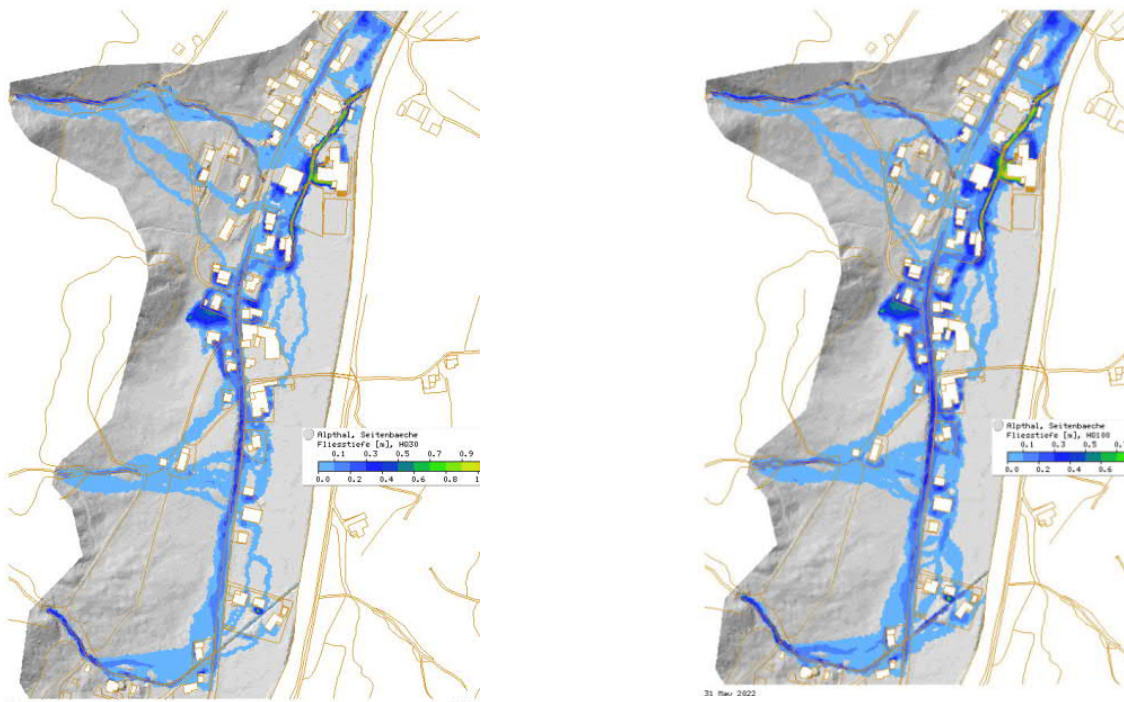 Alpthal, Seitenbaeche
Fliesstiefe [m], HQ30
0.1 0.3 0.5 0.7 0.9
0.0 0.2 0.4 0.6 0.8
Alpthal, Seitenbaeche
Fliesstiefe [m], HQ100
0.1 0.3 0.5
0.0 0.2 0.4 0.6
31 May 2022